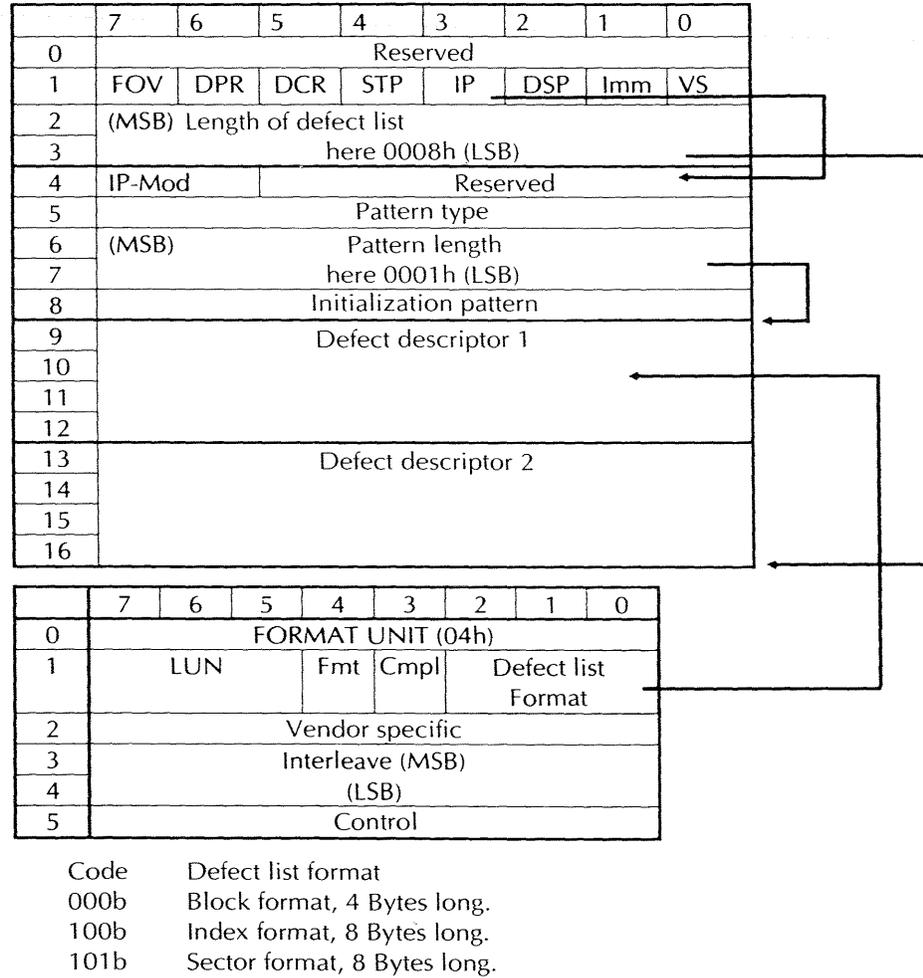 7 6 5 4 3 2 1 0
0 Reserved
1 FOV DPR DCR STP IP DSP Imm VS
2 (MSB) Length of defect list
3 here 0008h (LSB)
4 IP-Mod Reserved
5 Pattern type
6 (MSB) Pattern length
7 here 0001h (LSB)
8 Initialization pattern
9 Defect descriptor 1
10
11
12
13 Defect descriptor 2
14
15
16
7 6 5 4 3 2 1 0
0 FORMAT UNIT (04h)
1 LUN Fmt Cmpl Defect list
Format
2 Vendor specific
3 Interleave (MSB)
4 (LSB)
5 Control
Code Defect list format
000b Block format, 4 Bytes long.
100b Index format, 8 Bytes long.
101b Sector format, 8 Bytes long.